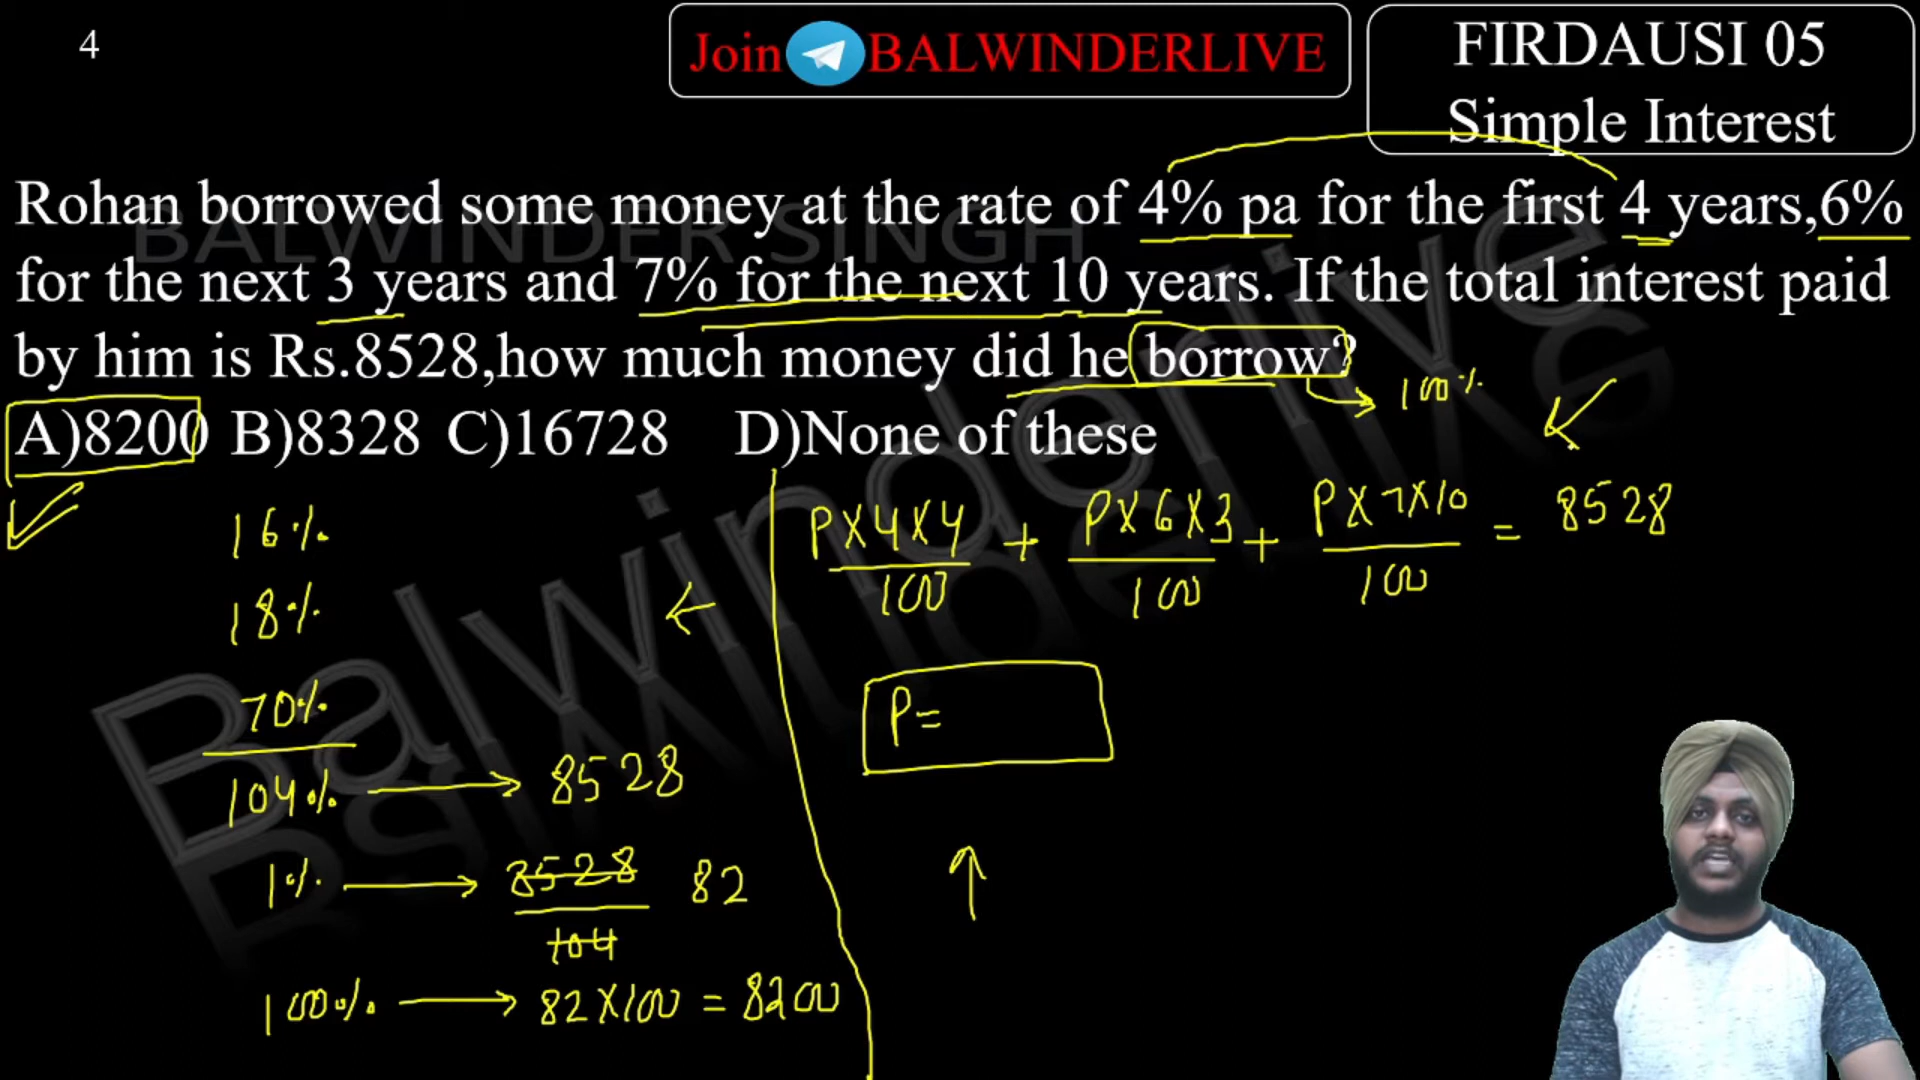 4
Join BALWINDERLIVE
FIRDAUSI 05
Simple Interest
Rohan borrowed some money at the rate of 4% pa for the first 4 years,6%
for the next 3 years and 7% for the next 10 years. If the total interest paid
by him is Rs.8528,how much money did he borrow?
100%
A)8200 B)8328 C)16728 D)None of these
BALWINDER SINGH
Balwinderlive
16%
18%
70%
104% → 8528
1% → 8528/104 82
100% → 82×100 = 8200
P×4×4/100 + P×6×3/100 + P×7×10/100 = 8528
P=